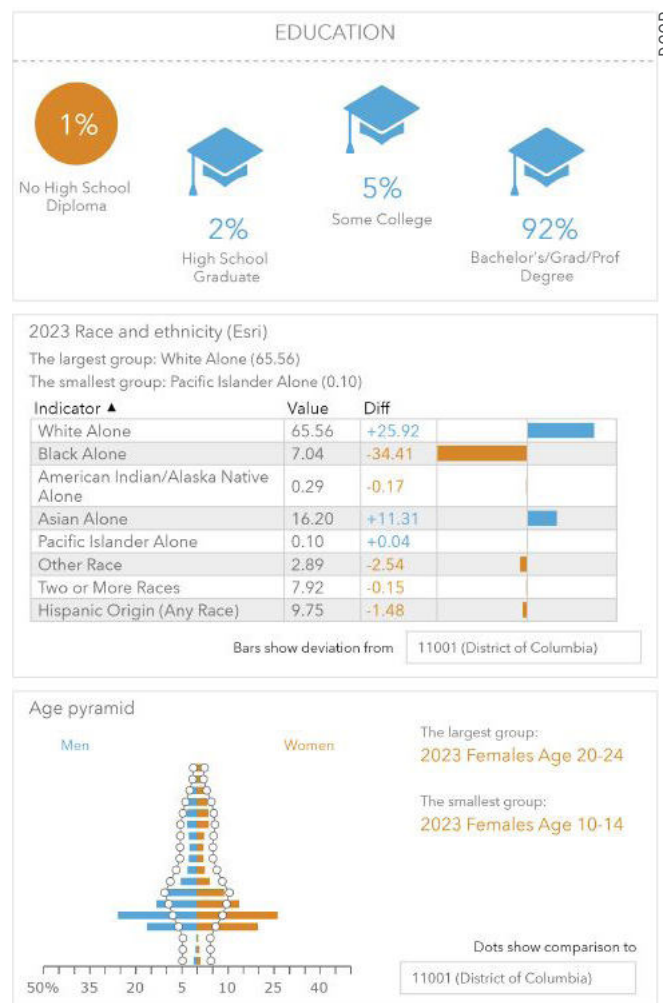 EDUCATION
1%
No High School
Diploma
2%
High School
Graduate
5%
Some College
92%
Bachelor's/Grad/Prof
Degree
2023 Race and ethnicity (Esri)
The largest group: White Alone (65.56)
The smallest group: Pacific Islander Alone (0.10)
Indicator ▲ Value Diff
White Alone 65.56 +25.92
Black Alone 7.04 -34.41
American Indian/Alaska Native
Alone 0.29 -0.17
Asian Alone 16.20 +11.31
Pacific Islander Alone 0.10 +0.04
Other Race 2.89 -2.54
Two or More Races 7.92 -0.15
Hispanic Origin (Any Race) 9.75 -1.48
Bars show deviation from 11001 (District of Columbia)
Age pyramid
Men Women
The largest group:
2023 Females Age 20-24
The smallest group:
2023 Females Age 10-14
Dots show comparison to
11001 (District of Columbia)
50% 35 20 5 10 25 40